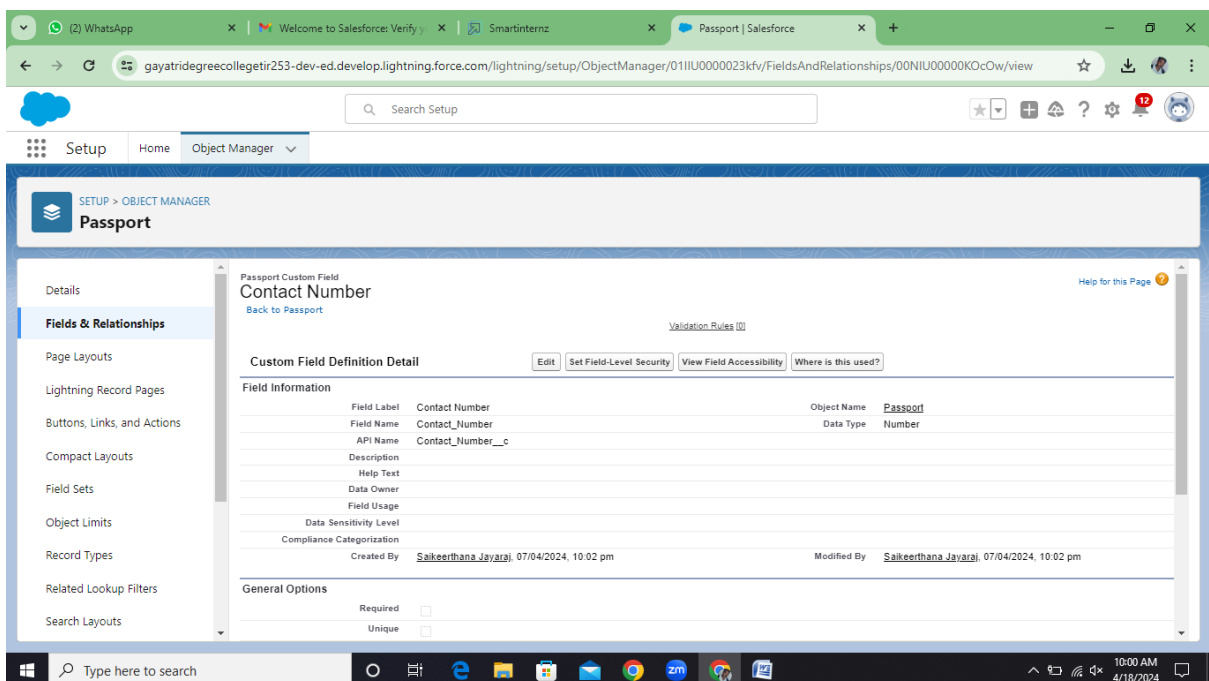 (2) WhatsApp
Welcome to Salesforce: Verify y
Smartinternz
Passport | Salesforce
gayatridegreecollegetir253-dev-ed.develop.lightning.force.com/lightning/setup/ObjectManager/01IIU0000023kfv/FieldsAndRelationships/00NIU00000KOcOw/view
Search Setup
12
Setup Home Object Manager
SETUP > OBJECT MANAGER
Passport
Details
Fields & Relationships
Page Layouts
Lightning Record Pages
Buttons, Links, and Actions
Compact Layouts
Field Sets
Object Limits
Record Types
Related Lookup Filters
Search Layouts
Passport Custom Field
Contact Number
Help for this Page ?
Back to Passport
Validation Rules [0]
Custom Field Definition Detail Edit Set Field-Level Security View Field Accessibility Where is this used?
Field Information
Field Label Contact Number Object Name Passport
Field Name Contact_Number Data Type Number
API Name Contact_Number__c
Description
Help Text
Data Owner
Field Usage
Data Sensitivity Level
Compliance Categorization
Created By Saikeerthana Jayaraj, 07/04/2024, 10:02 pm Modified By Saikeerthana Jayaraj, 07/04/2024, 10:02 pm
General Options
Required
Unique
Type here to search
zm
10:00 AM
4/18/2024